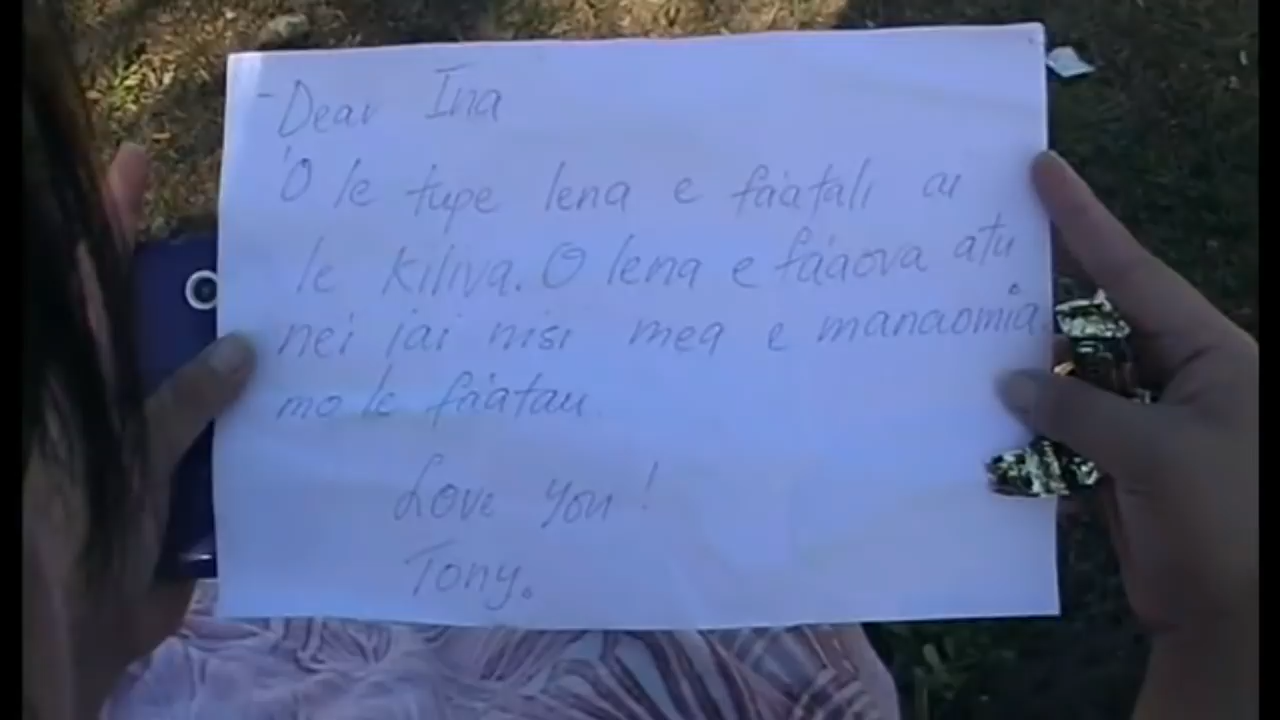 - Dear Ina
'O le tupe lena e fa'atali ai
le kiliva. O lena e fa'aova atu
nei iai nisi mea e manaomia
mo le fa'atau.
Love you!
Tony.